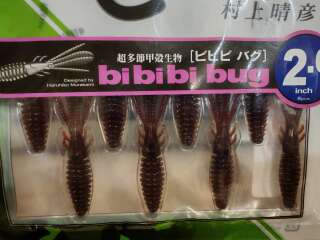 村上晴彦
超多節甲殻生物 [ビビビ バグ]
bi bi bi bug
Designed by
Haruhiko Murakami
2.
inch